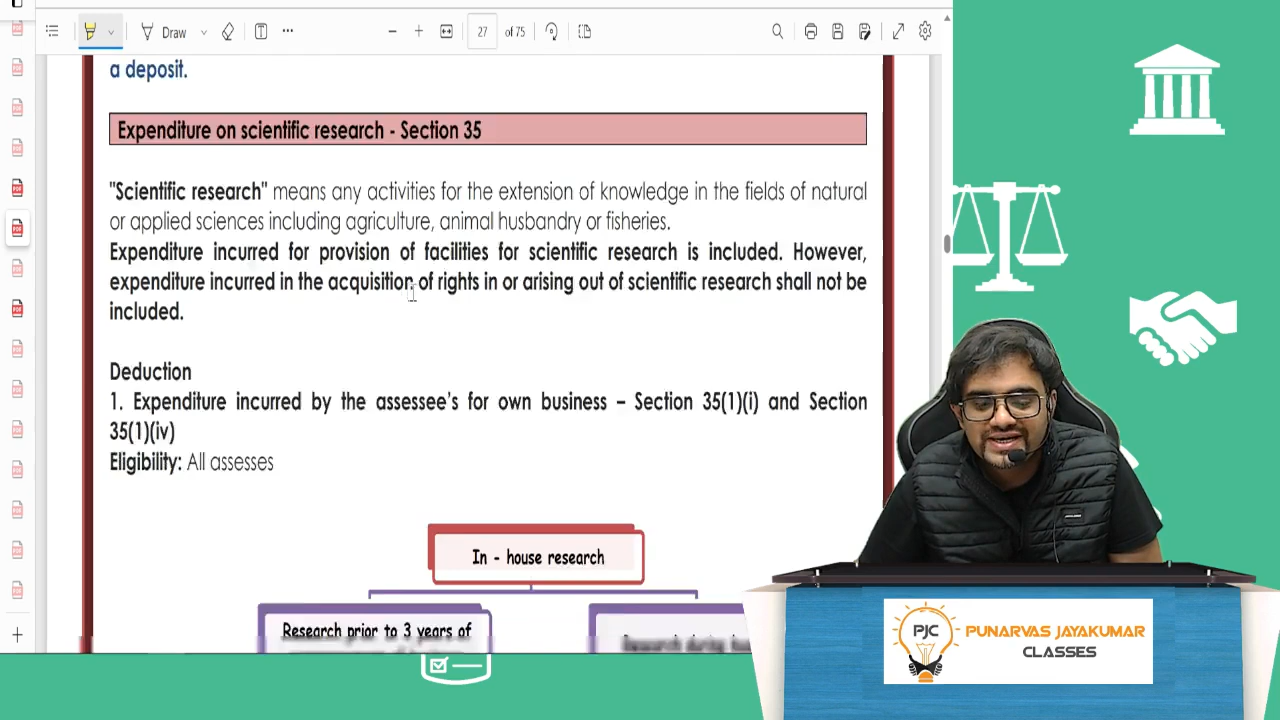 Draw
27 of 75
a deposit.
Expenditure on scientific research - Section 35
"Scientific research" means any activities for the extension of knowledge in the fields of natural
or applied sciences including agriculture, animal husbandry or fisheries.
Expenditure incurred for provision of facilities for scientific research is included. However,
expenditure incurred in the acquisition of rights in or arising out of scientific research shall not be
included.
Deduction
1. Expenditure incurred by the assessee's for own business – Section 35(1)(i) and Section
35(1)(iv)
Eligibility: All assesses
In - house research
Research prior to 3 years of
Research during
PJC
PUNARVAS JAYAKUMAR
CLASSES